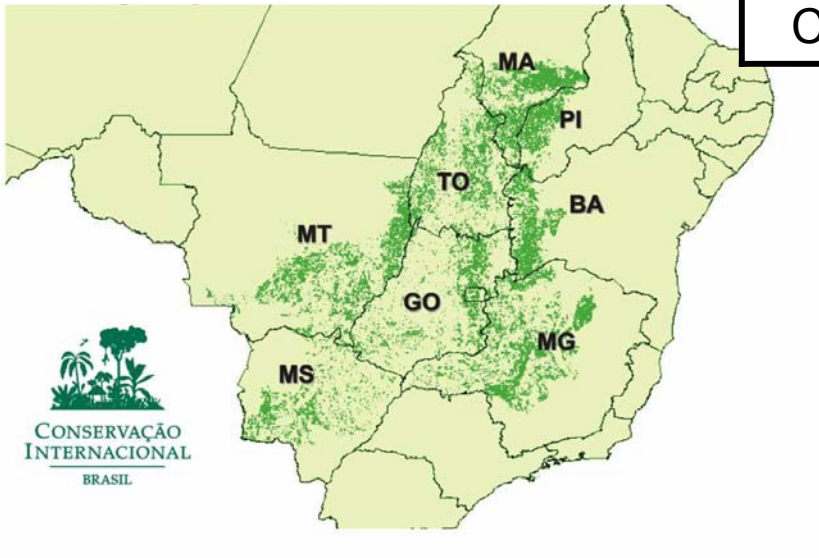 MA
PI
TO
BA
MT
GO
MG
MS
CONSERVAÇÃO
INTERNACIONAL
BRASIL